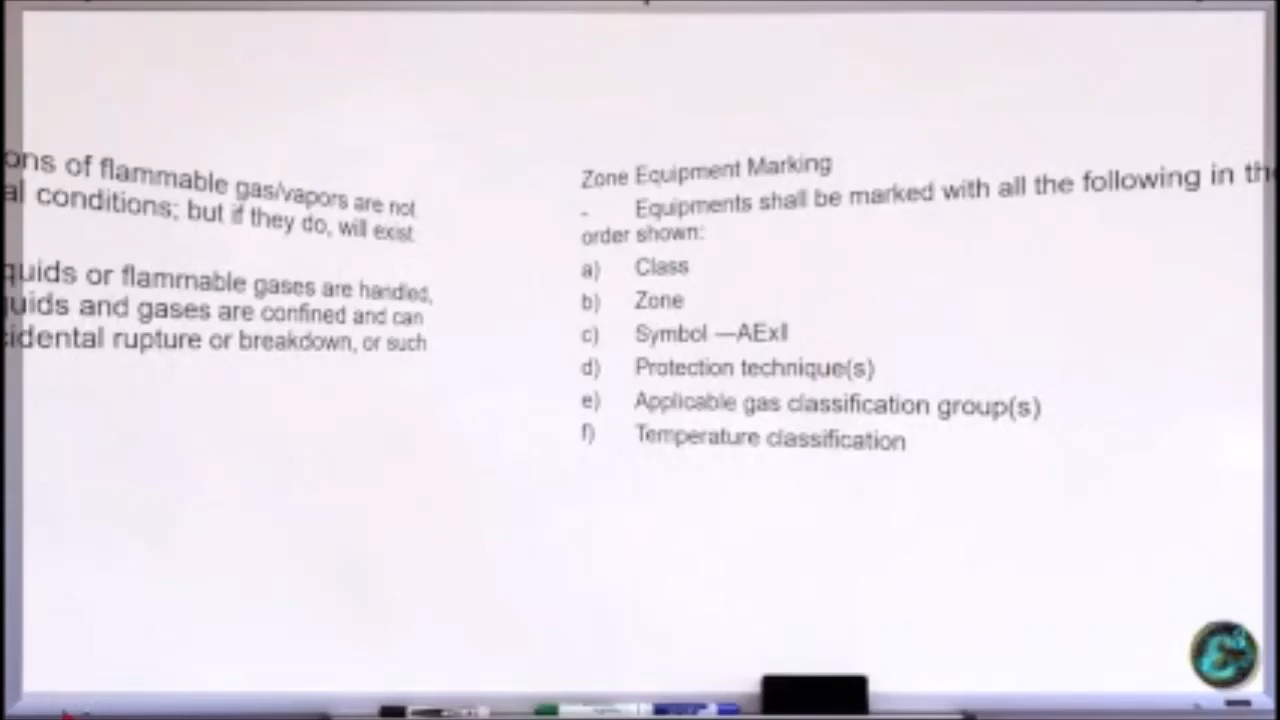 ons of flammable gas/vapors are not
al conditions; but if they do, will exist
quids or flammable gases are handled,
uids and gases are confined and can
cidental rupture or breakdown, or such
Zone Equipment Marking
- Equipments shall be marked with all the following in the
order shown:
a) Class
b) Zone
c) Symbol —AExll
d) Protection technique(s)
e) Applicable gas classification group(s)
f) Temperature classification